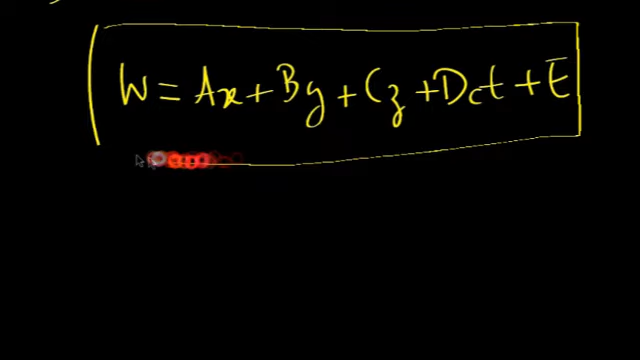 W = Ax + By + Cz + Dct + E